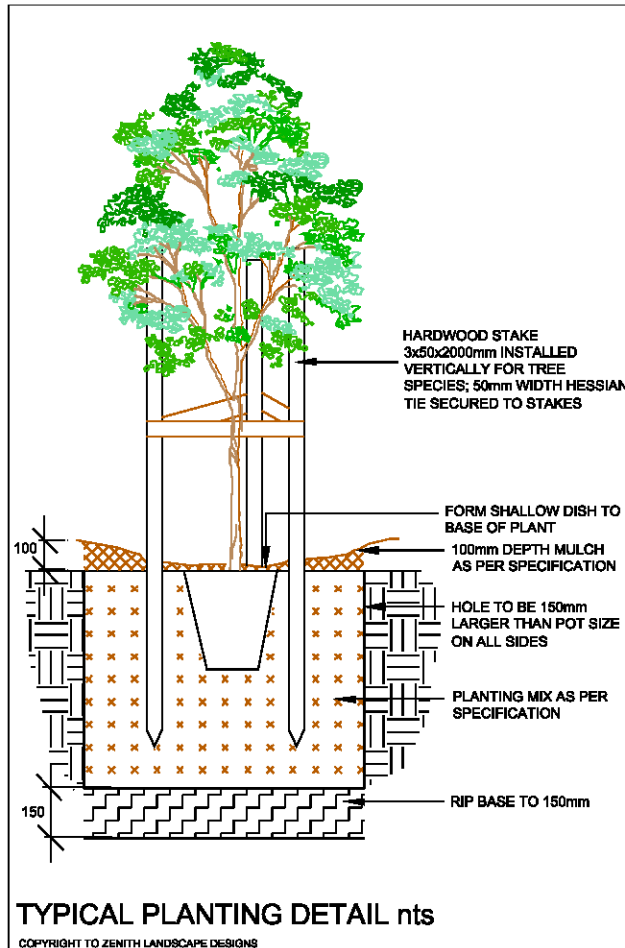 HARDWOOD STAKE
3x50x2000mm INSTALLED
VERTICALLY FOR TREE
SPECIES; 50mm WIDTH HESSIAN
TIE SECURED TO STAKES
FORM SHALLOW DISH TO
BASE OF PLANT
100
100mm DEPTH MULCH
AS PER SPECIFICATION
HOLE TO BE 150mm
LARGER THAN POT SIZE
ON ALL SIDES
PLANTING MIX AS PER
SPECIFICATION
150
RIP BASE TO 150mm
TYPICAL PLANTING DETAIL nts
COPYRIGHT TO ZENITH LANDSCAPE DESIGNS